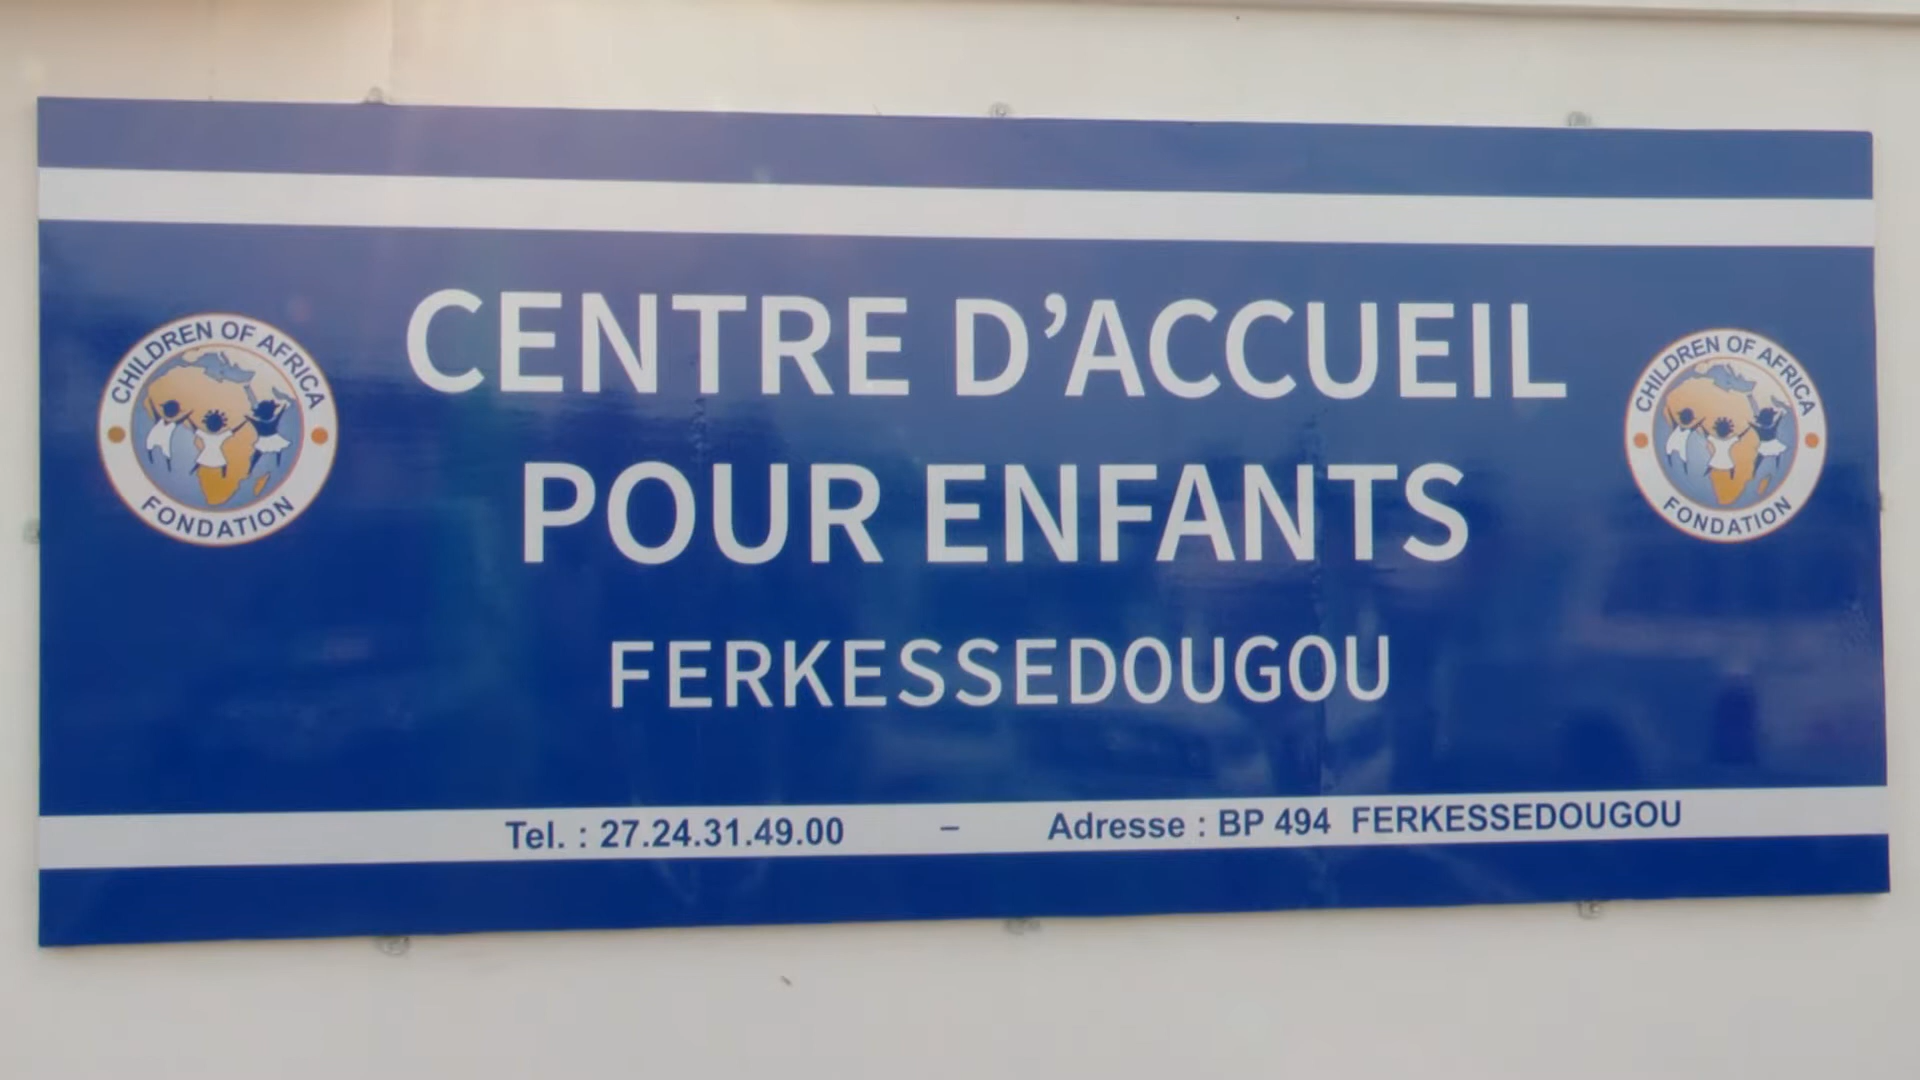 CENTRE D’ACCUEIL
POUR ENFANTS
FERKESSEDOUGOU
CHILDREN OF AFRICA
FONDATION
CHILDREN OF AFRICA
FONDATION
Tel. : 27.24.31.49.00 – Adresse : BP 494 FERKESSEDOUGOU